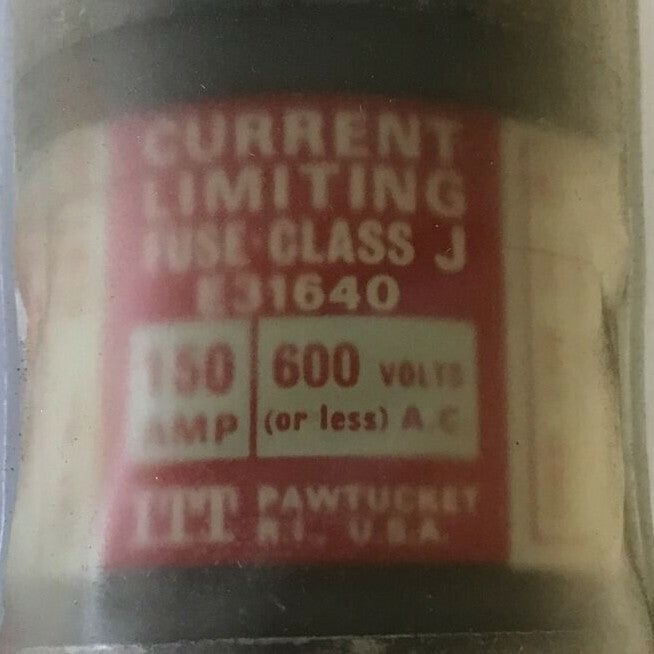 CURRENT
LIMITING
FUSE CLASS J
E31640
150 AMP
600 VOLTS
(or less) A.C
ITT PAWTUCKET
R.I., U.S.A.